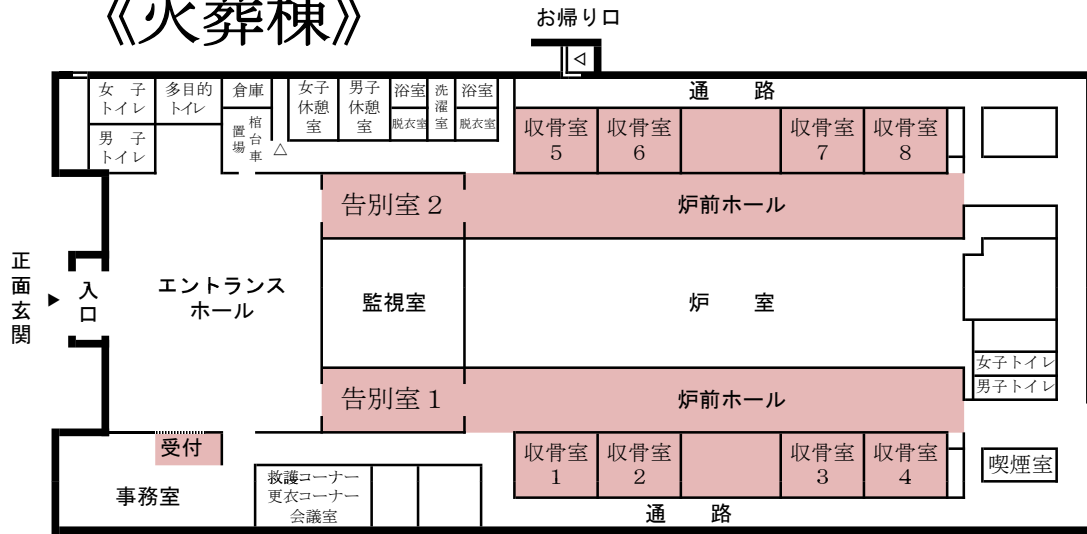 《火葬棟》
お帰り口
◁
女子
トイレ
多目的
トイレ
倉庫
女子
休憩
室
男子
休憩
室
浴室
脱衣室
洗濯室
浴室
脱衣室
通路
男子
トイレ
棺台車
置場
△
収骨室
5
収骨室
6
収骨室
7
収骨室
8
告別室2
炉前ホール
正面玄関
▶
入口
エントランス
ホール
監視室
炉室
女子トイレ
男子トイレ
告別室1
炉前ホール
受付
事務室
救護コーナー
更衣コーナー
会議室
収骨室
1
収骨室
2
収骨室
3
収骨室
4
喫煙室
通路